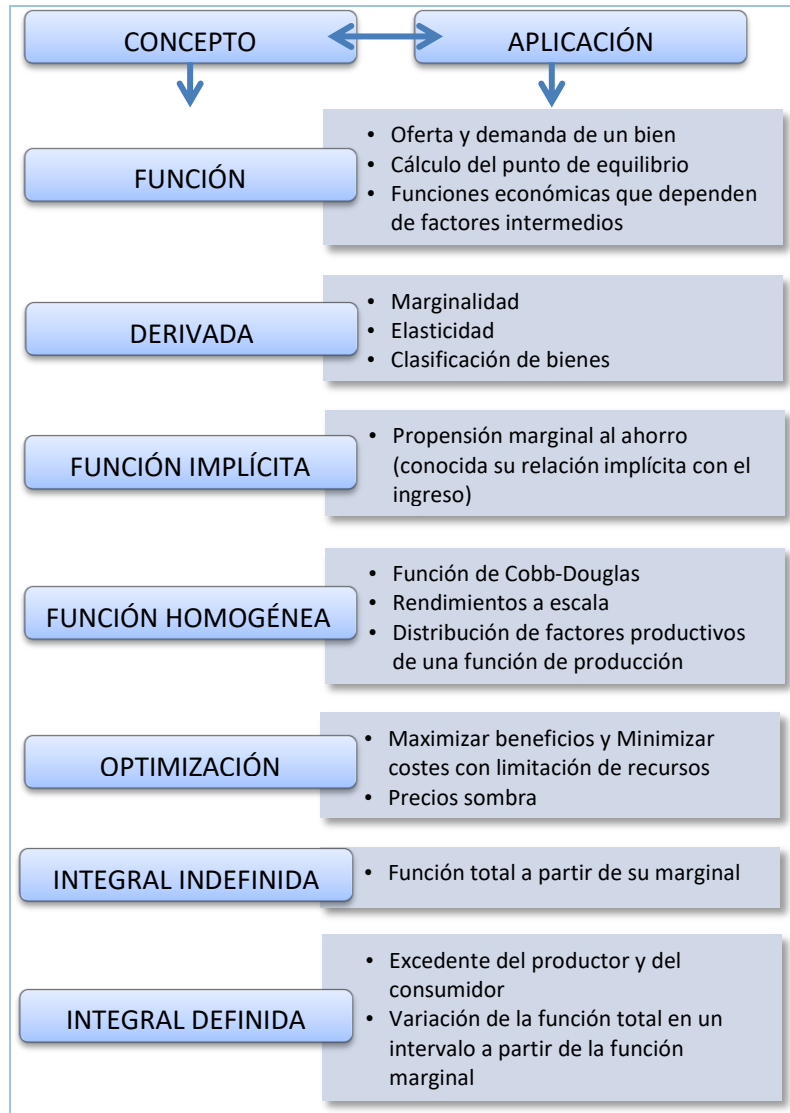 CONCEPTO
APLICACIÓN
FUNCIÓN
• Oferta y demanda de un bien
• Cálculo del punto de equilibrio
• Funciones económicas que dependen
de factores intermedios
DERIVADA
• Marginalidad
• Elasticidad
• Clasificación de bienes
FUNCIÓN IMPLÍCITA
• Propensión marginal al ahorro
(conocida su relación implícita con el
ingreso)
FUNCIÓN HOMOGÉNEA
• Función de Cobb-Douglas
• Rendimientos a escala
• Distribución de factores productivos
de una función de producción
OPTIMIZACIÓN
• Maximizar beneficios y Minimizar
costes con limitación de recursos
• Precios sombra
INTEGRAL INDEFINIDA
• Función total a partir de su marginal
INTEGRAL DEFINIDA
• Excedente del productor y del
consumidor
• Variación de la función total en un
intervalo a partir de la función
marginal